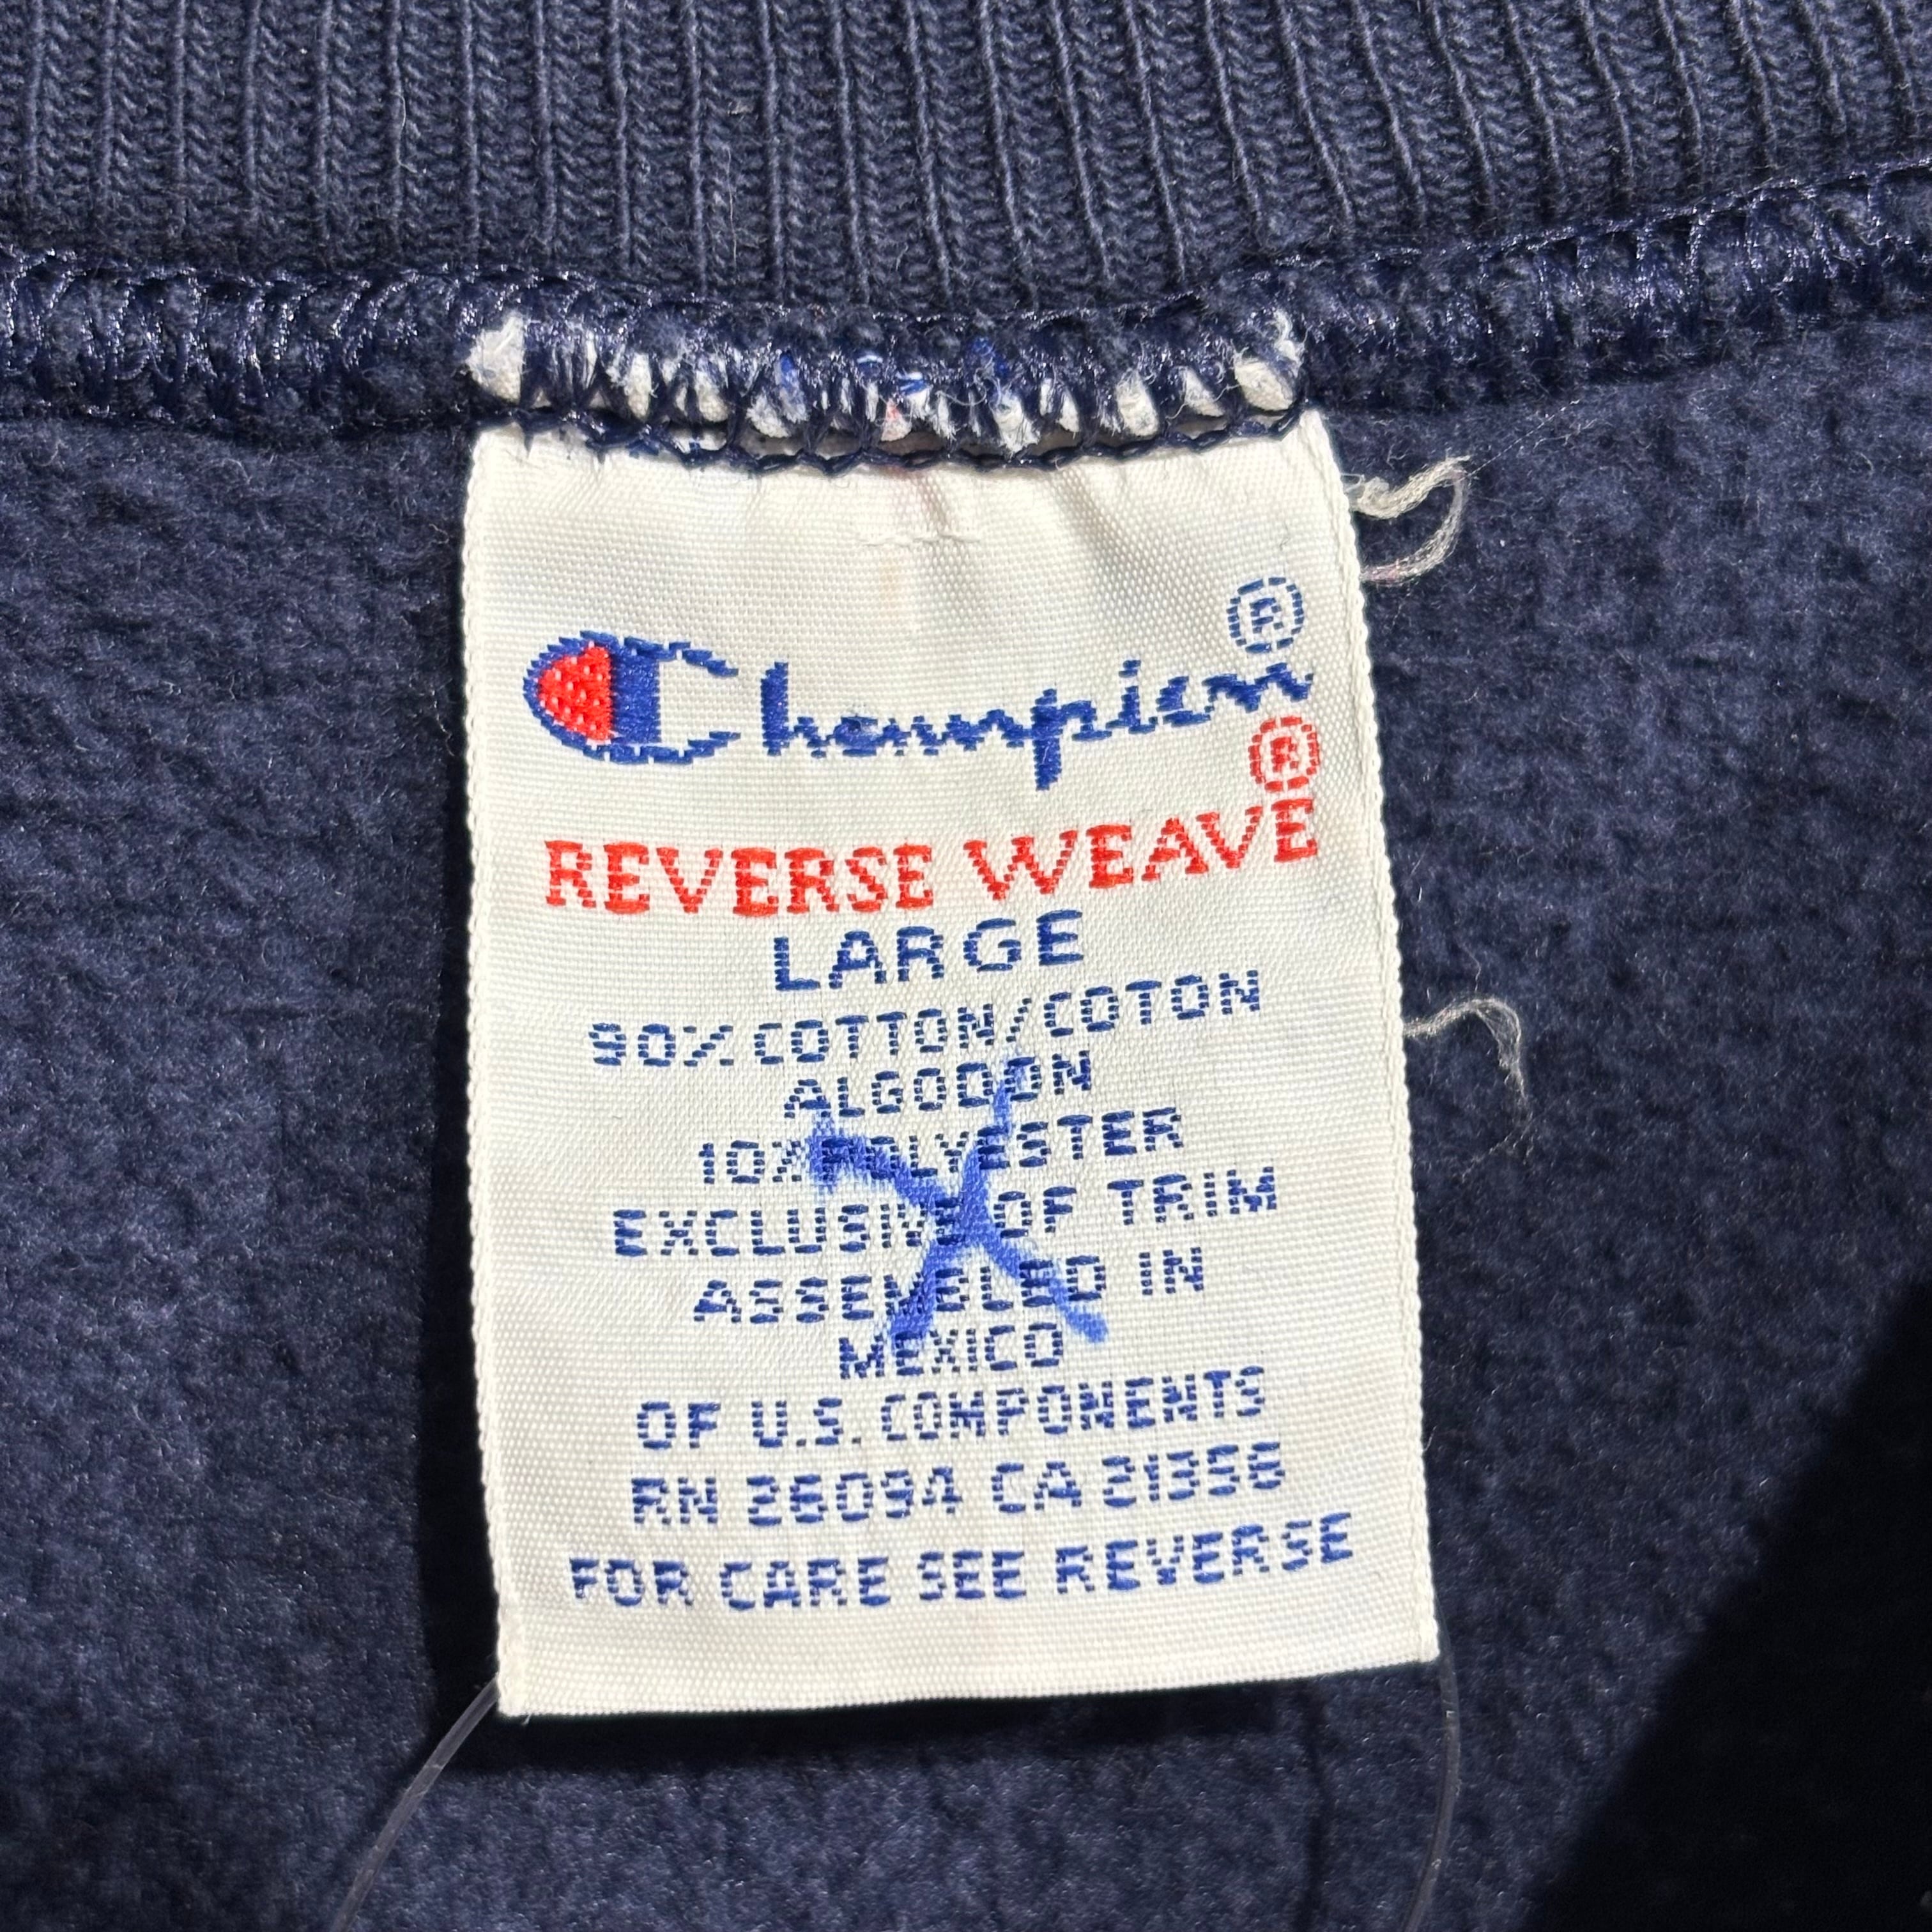 Champion®
REVERSE WEAVE®
LARGE
90% COTTON/COTON
ALGODON
10% POLYESTER
EXCLUSIVE OF TRIM
ASSEMBLED IN
MEXICO
OF U.S. COMPONENTS
RN 26094 CA 21356
FOR CARE SEE REVERSE